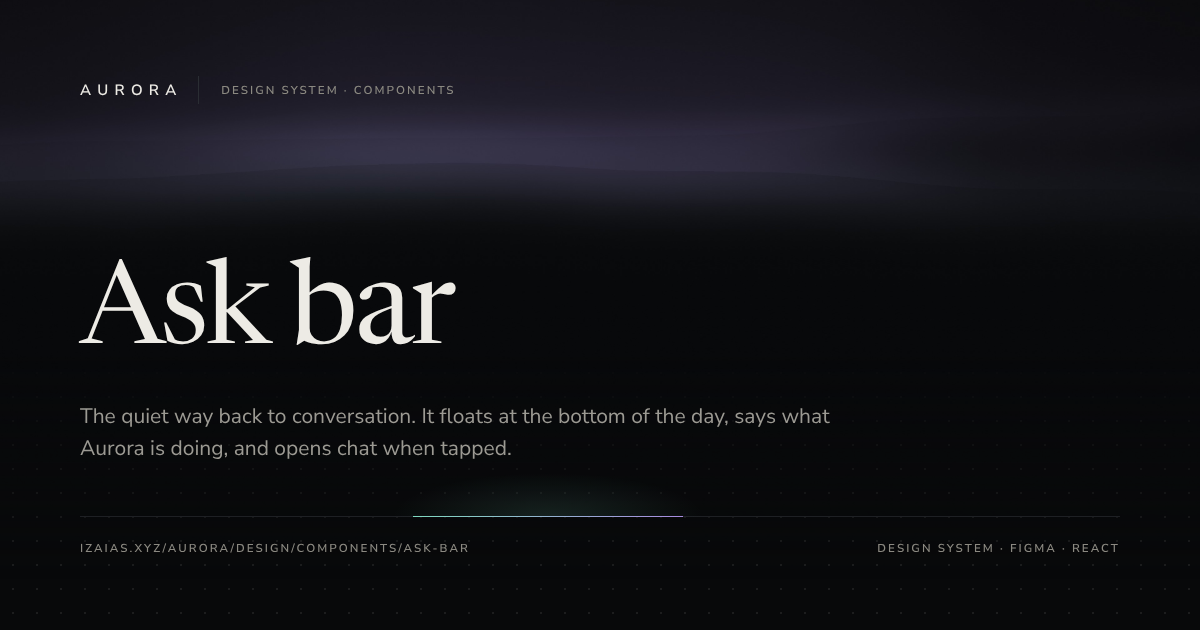 AURORA
DESIGN SYSTEM · COMPONENTS
Ask bar
The quiet way back to conversation. It floats at the bottom of the day, says what
Aurora is doing, and opens chat when tapped.
IZAIAS.XYZ/AURORA/DESIGN/COMPONENTS/ASK-BAR
DESIGN SYSTEM · FIGMA · REACT